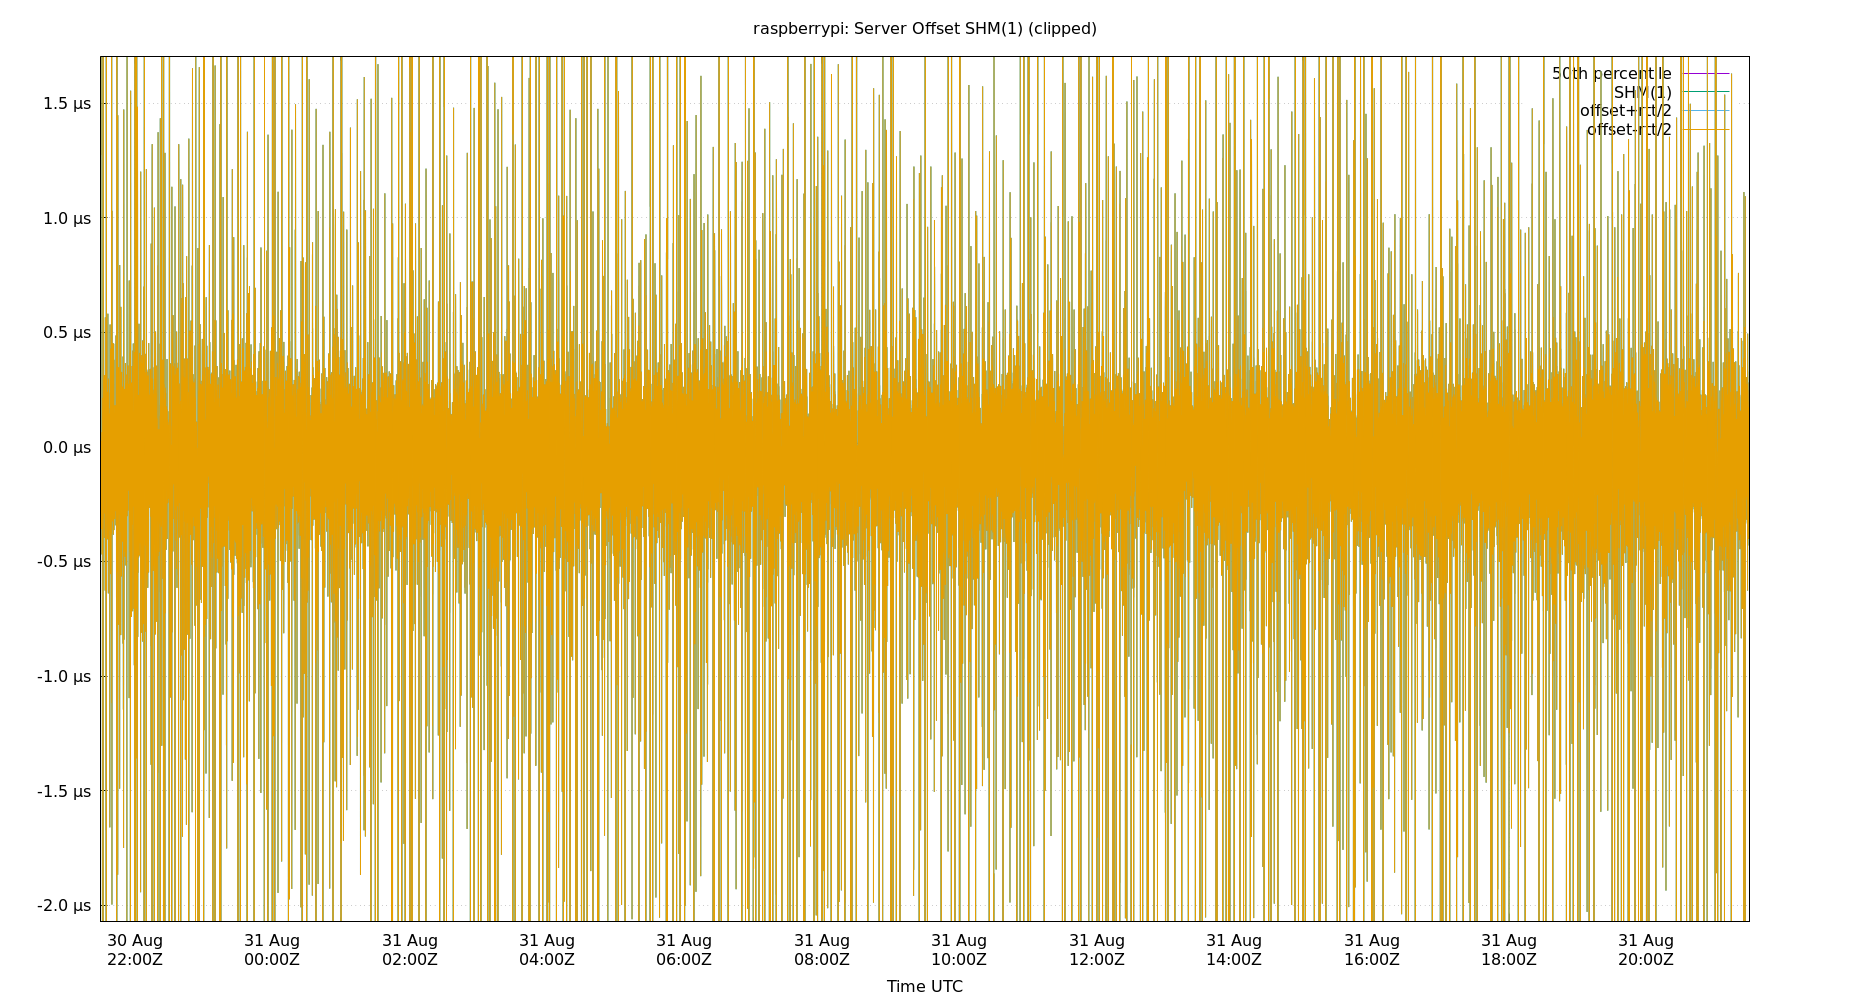 raspberrypi: Server Offset SHM(1) (clipped)
50th percentile
SHM(1)
offset+rtt/2
offset-rtt/2
1.5 µs
1.0 µs
0.5 µs
0.0 µs
-0.5 µs
-1.0 µs
-1.5 µs
-2.0 µs
30 Aug 31 Aug 31 Aug 31 Aug 31 Aug 31 Aug 31 Aug 31 Aug 31 Aug 31 Aug 31 Aug 31 Aug
22:00Z 00:00Z 02:00Z 04:00Z 06:00Z 08:00Z 10:00Z 12:00Z 14:00Z 16:00Z 18:00Z 20:00Z
Time UTC